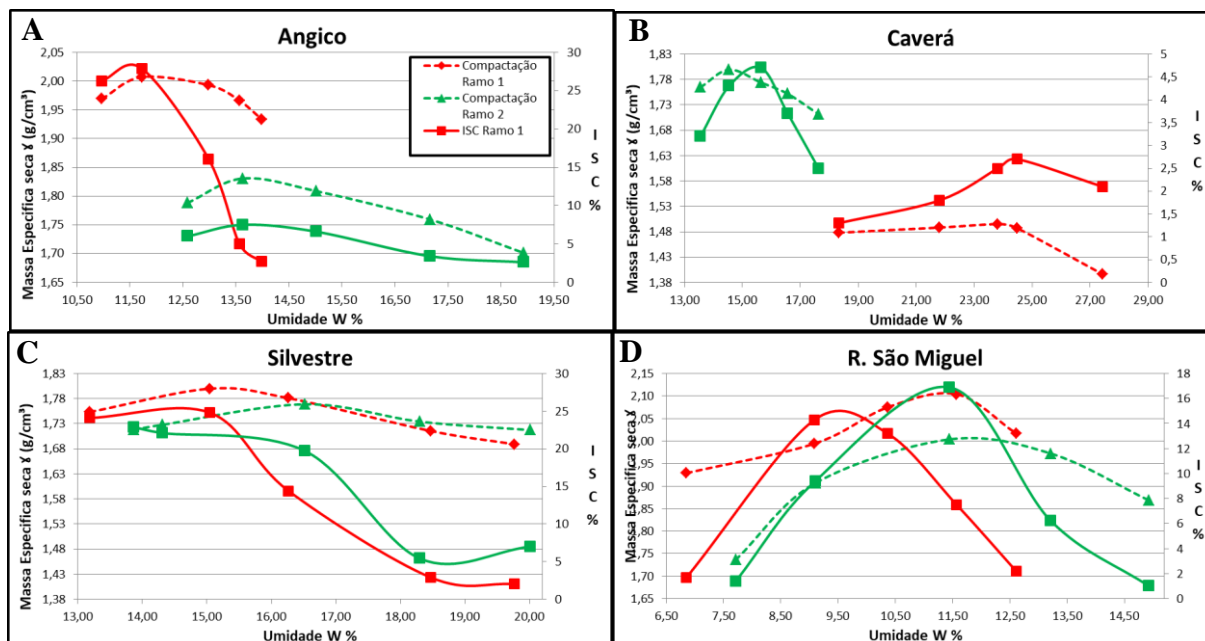 A
Angico
Massa Especifica seca ɤ (g/cm³)
2,05
2,00
1,95
1,90
1,85
1,80
1,75
1,70
1,65
30
25
20
15
10
5
0
I
S
C
%
Compactação
Ramo 1
Compactação
Ramo 2
ISC Ramo 1
10,50 11,50 12,50 13,50 14,50 15,50 16,50 17,50 18,50 19,50
Umidade W %
B
Caverá
Massa Especifica seca ɤ (g/cm³)
1,83
1,78
1,73
1,68
1,63
1,58
1,53
1,48
1,43
1,38
5
4,5
4
3,5
3
2,5
2
1,5
1
0,5
0
I
S
C
%
13,00 15,00 17,00 19,00 21,00 23,00 25,00 27,00 29,00
Umidade W %
C
Silvestre
Massa Especifica seca ɤ (g/cm³)
1,83
1,78
1,73
1,68
1,63
1,58
1,53
1,48
1,43
1,38
30
25
20
15
10
5
0
I
S
C
%
13,00 14,00 15,00 16,00 17,00 18,00 19,00 20,00
Umidade W %
D
R. São Miguel
Massa Especifica seca ɤ
2,15
2,10
2,05
2,00
1,95
1,90
1,85
1,80
1,75
1,70
1,65
18
16
14
12
10
8
6
4
2
0
I
S
C
%
6,50 7,50 8,50 9,50 10,50 11,50 12,50 13,50 14,50
Umidade W %